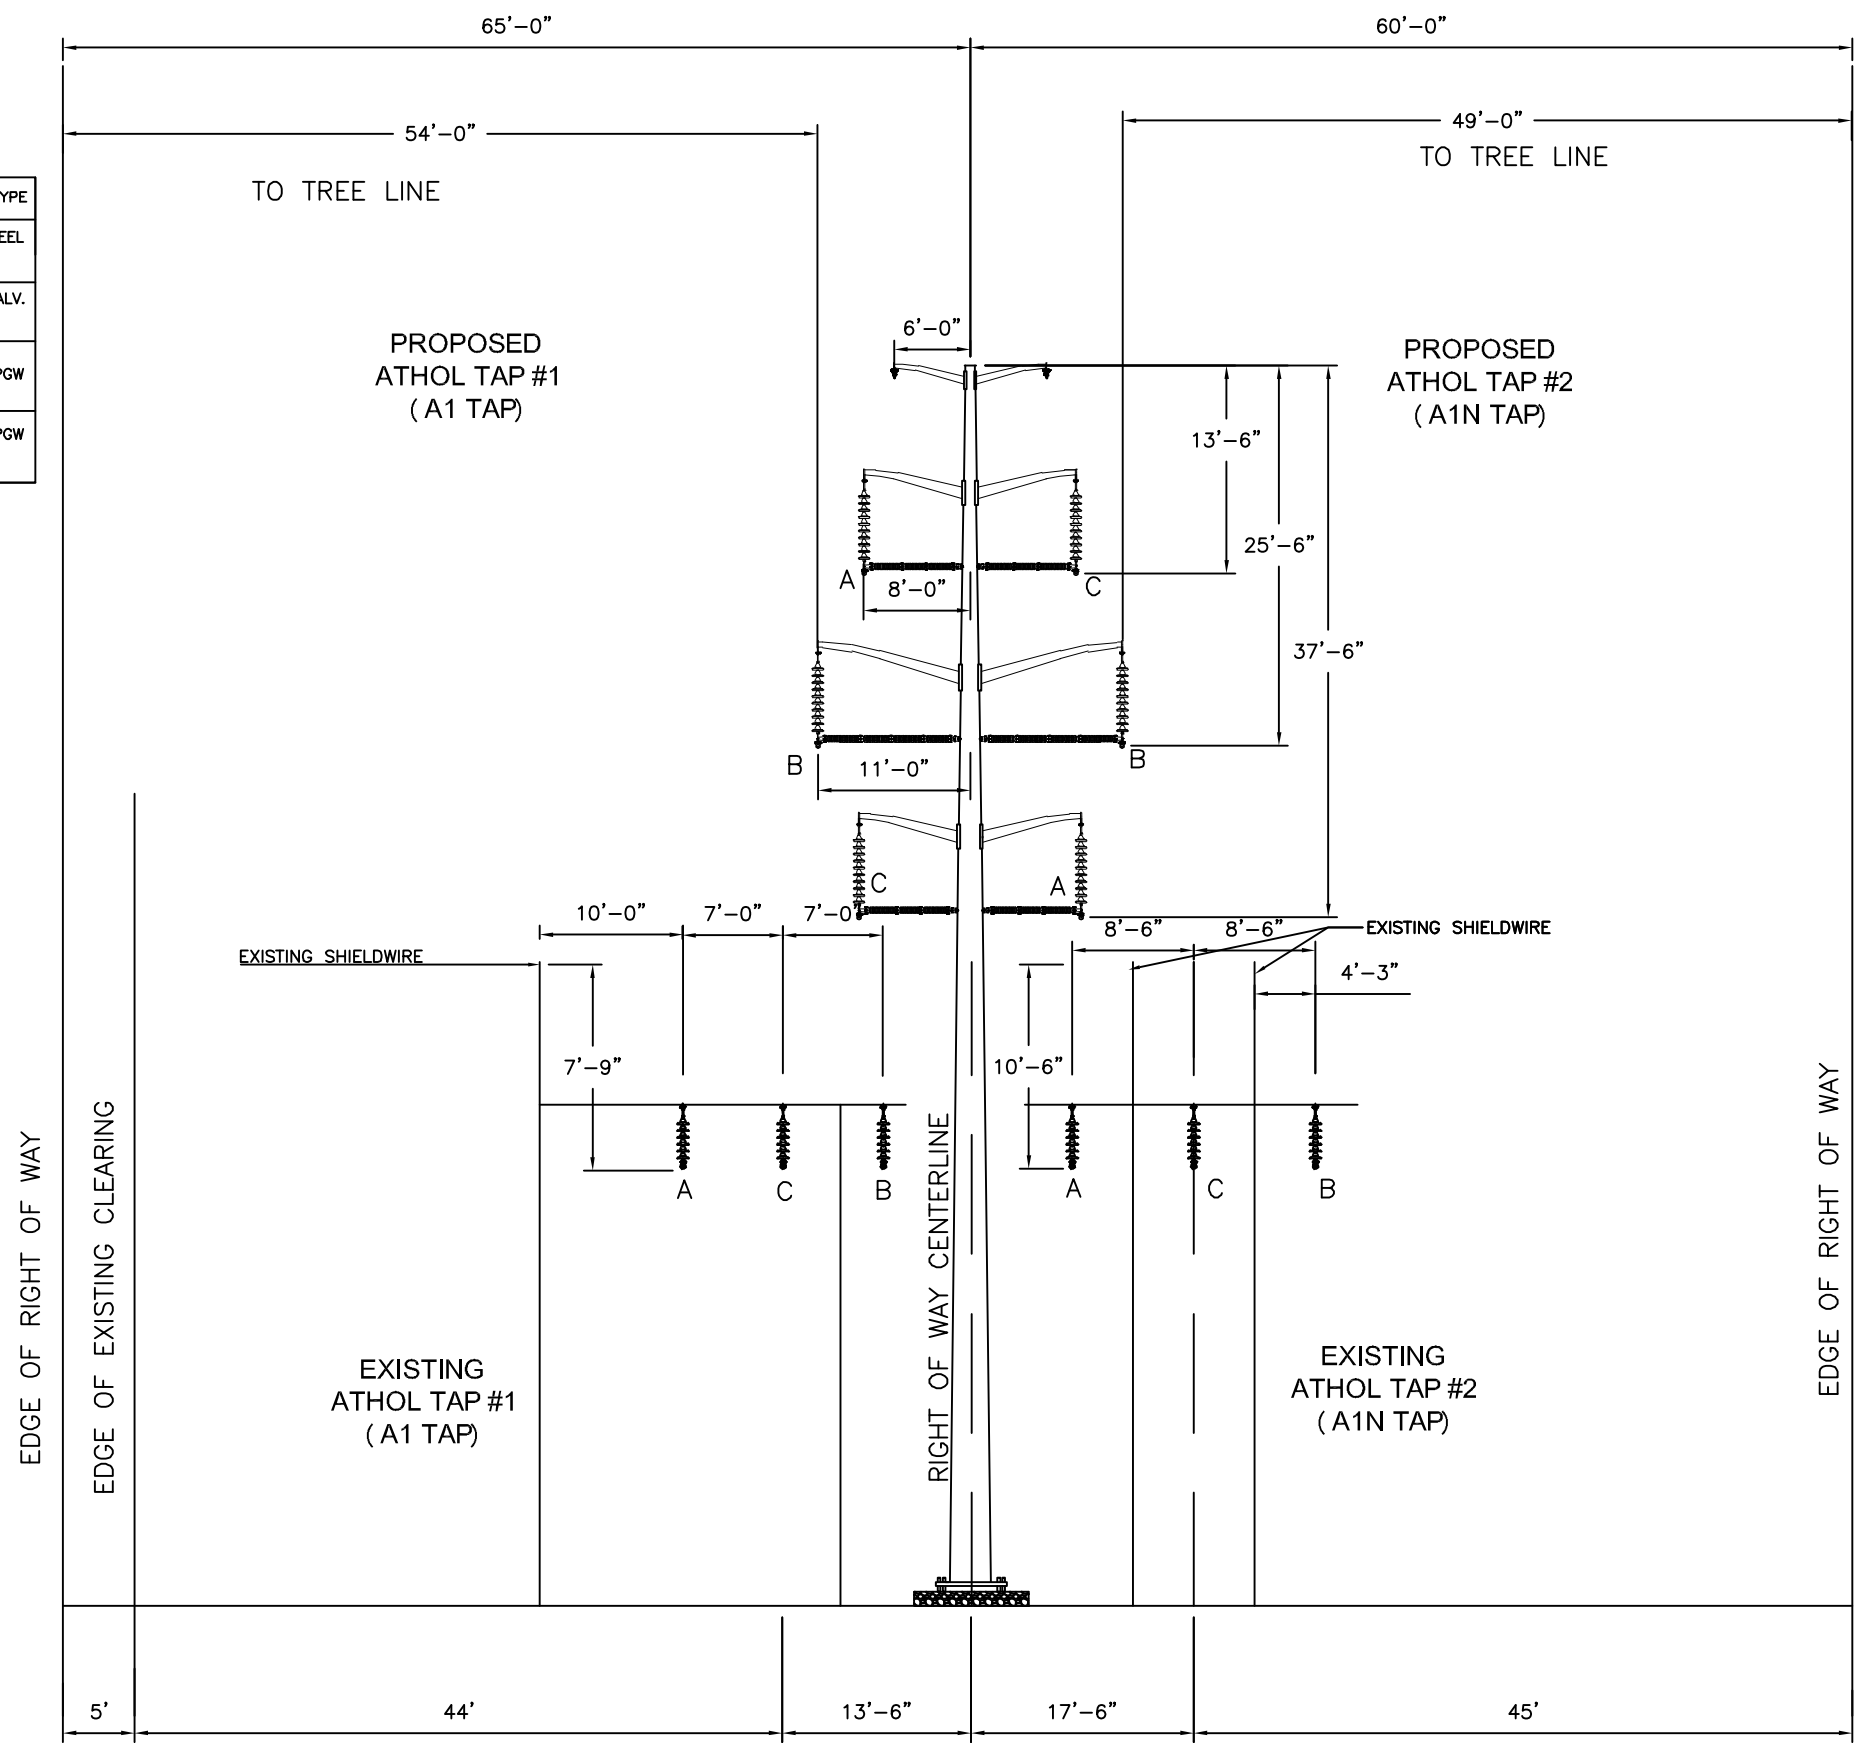 65'-0"
60'-0"
54'-0"
49'-0"
TO TREE LINE
TO TREE LINE
YPE
EEL
ALV.
PGW
PGW
6'-0"
PROPOSED
ATHOL TAP #1
( A1 TAP)
PROPOSED
ATHOL TAP #2
( A1N TAP)
13'-6"
25'-6"
37'-6"
A
8'-0"
C
B
11'-0"
B
C
A
10'-0"
7'-0"
7'-0"
8'-6"
8'-6"
EXISTING SHIELDWIRE
EXISTING SHIELDWIRE
4'-3"
7'-9"
10'-6"
A
C
B
A
C
B
EDGE OF RIGHT OF WAY
EDGE OF EXISTING CLEARING
RIGHT OF WAY CENTERLINE
EDGE OF RIGHT OF WAY
EXISTING
ATHOL TAP #1
( A1 TAP)
EXISTING
ATHOL TAP #2
( A1N TAP)
5'
44'
13'-6"
17'-6"
45'